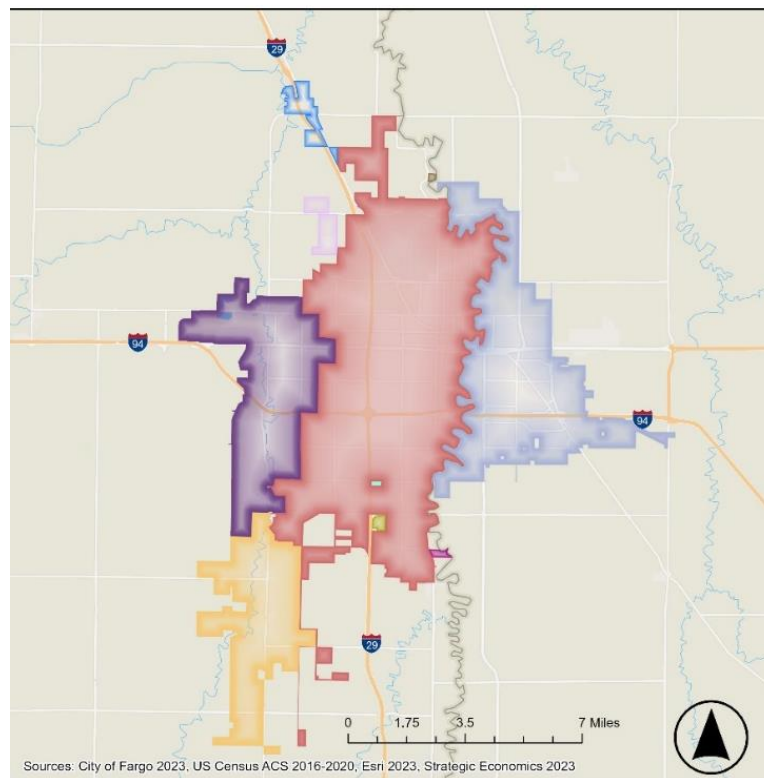 29
94
94
29
0 1.75 3.5 7 Miles
Sources: City of Fargo 2023, US Census ACS 2016-2020, Esri 2023, Strategic Economics 2023